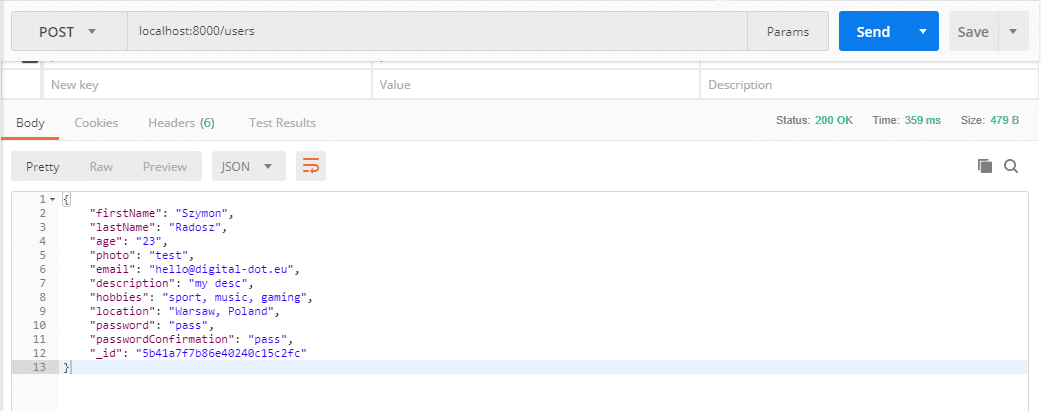 POST localhost:8000/users Params Send Save
New key Value Description
Body Cookies Headers (6) Test Results Status: 200 OK Time: 359 ms Size: 479 B
Pretty Raw Preview JSON
1 {
2 "firstName": "Szymon",
3 "lastName": "Radosz",
4 "age": "23",
5 "photo": "test",
6 "email": "hello@digital-dot.eu",
7 "description": "my desc",
8 "hobbies": "sport, music, gaming",
9 "location": "Warsaw, Poland",
10 "password": "pass",
11 "passwordConfirmation": "pass",
12 "_id": "5b41a7f7b86e40240c15c2fc"
13 }